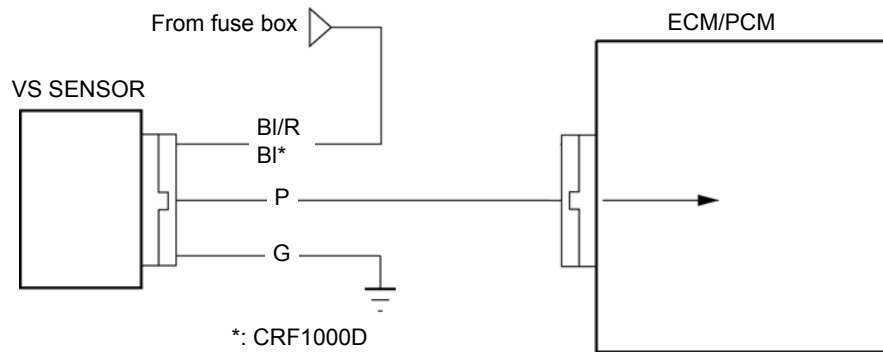 From fuse box
ECM/PCM
VS SENSOR
Bl/R
Bl*
P
G
*: CRF1000D